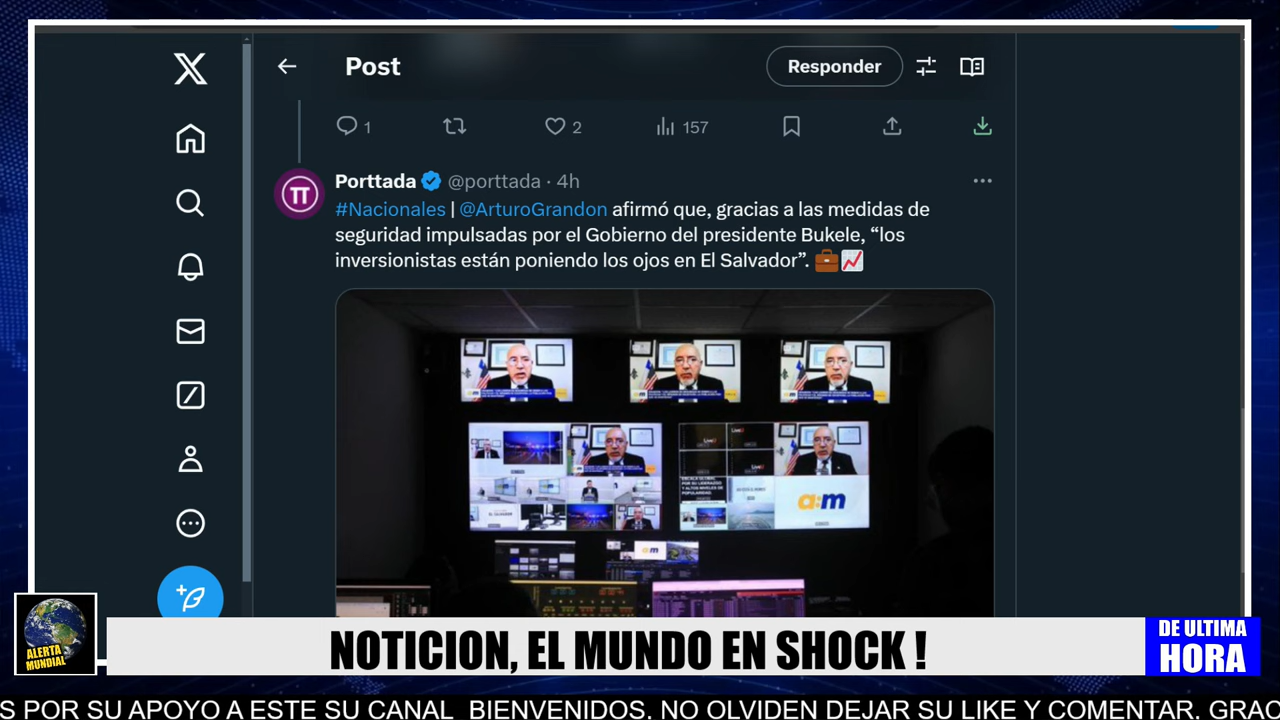 Post
Responder
1
2
157
Porttada @porttada · 4h
#Nacionales | @ArturoGrandon afirmó que, gracias a las medidas de
seguridad impulsadas por el Gobierno del presidente Bukele, “los
inversionistas están poniendo los ojos en El Salvador”. 💼📈
a:m
ALERTA
MUNDIAL
NOTICION, EL MUNDO EN SHOCK !
DE ULTIMA
HORA
S POR SU APOYO A ESTE SU CANAL BIENVENIDOS, NO OLVIDEN DEJAR SU LIKE Y COMENTAR. GRAC